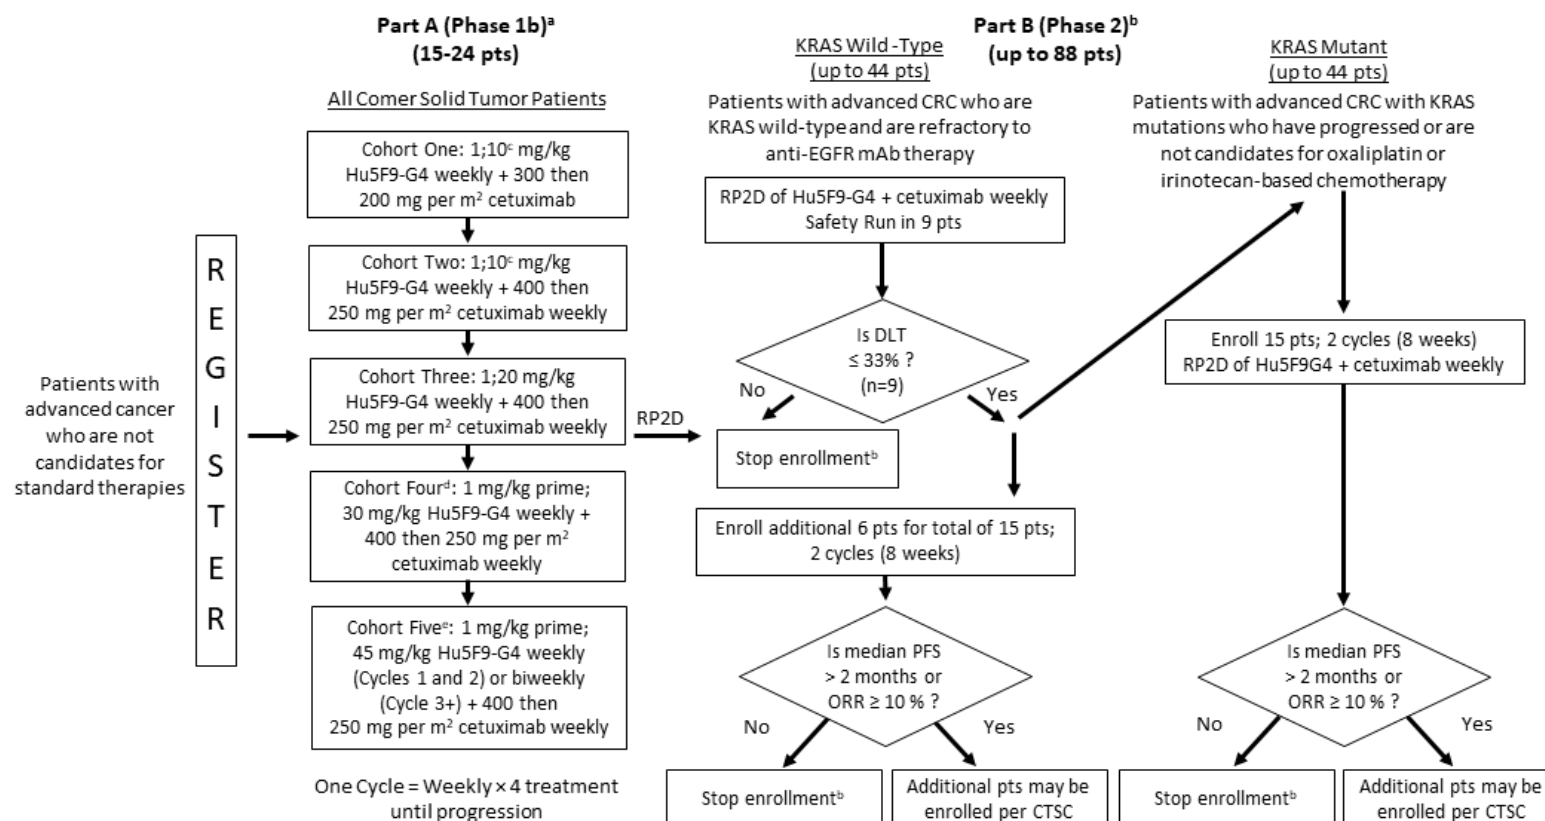 Part A (Phase 1b)ᵃ
(15-24 pts)
All Comer Solid Tumor Patients
Patients with
advanced cancer
who are not
candidates for
standard therapies
REGISTER
Cohort One: 1;10ᶜ mg/kg
Hu5F9-G4 weekly + 300 then
200 mg per m² cetuximab
Cohort Two: 1;10ᶜ mg/kg
Hu5F9-G4 weekly + 400 then
250 mg per m² cetuximab weekly
Cohort Three: 1;20 mg/kg
Hu5F9-G4 weekly + 400 then
250 mg per m² cetuximab weekly
Cohort Fourᵈ: 1 mg/kg prime;
30 mg/kg Hu5F9-G4 weekly +
400 then 250 mg per m²
cetuximab weekly
Cohort Fiveᵉ: 1 mg/kg prime;
45 mg/kg Hu5F9-G4 weekly
(Cycles 1 and 2) or biweekly
(Cycle 3+) + 400 then
250 mg per m² cetuximab weekly
One Cycle = Weekly × 4 treatment
until progression
RP2D
Part B (Phase 2)ᵇ
(up to 88 pts)
KRAS Wild -Type
(up to 44 pts)
Patients with advanced CRC who are
KRAS wild-type and are refractory to
anti-EGFR mAb therapy
RP2D of Hu5F9-G4 + cetuximab weekly
Safety Run in 9 pts
Is DLT
≤ 33% ?
(n=9)
No
Yes
Stop enrollmentᵇ
Enroll additional 6 pts for total of 15 pts;
2 cycles (8 weeks)
Is median PFS
> 2 months or
ORR ≥ 10 % ?
No
Yes
Stop enrollmentᵇ
Additional pts may be
enrolled per CTSC
KRAS Mutant
(up to 44 pts)
Patients with advanced CRC with KRAS
mutations who have progressed or are
not candidates for oxaliplatin or
irinotecan-based chemotherapy
Enroll 15 pts; 2 cycles (8 weeks)
RP2D of Hu5F9G4 + cetuximab weekly
Is median PFS
> 2 months or
ORR ≥ 10 % ?
No
Yes
Stop enrollmentᵇ
Additional pts may be
enrolled per CTSC